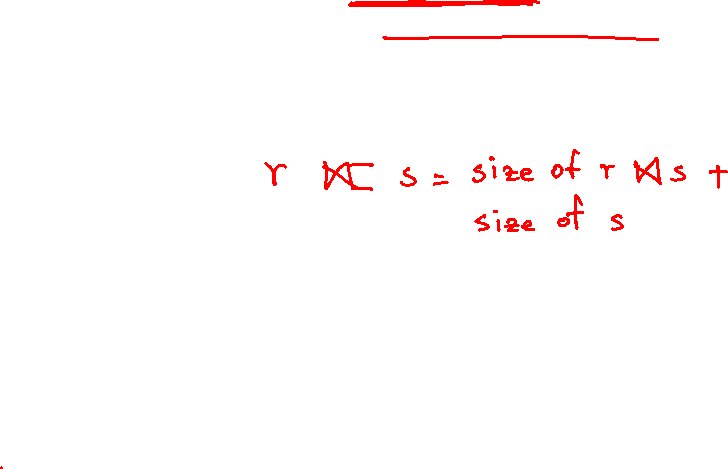 r ⟖ s = size of r ⋈ s +
size of s